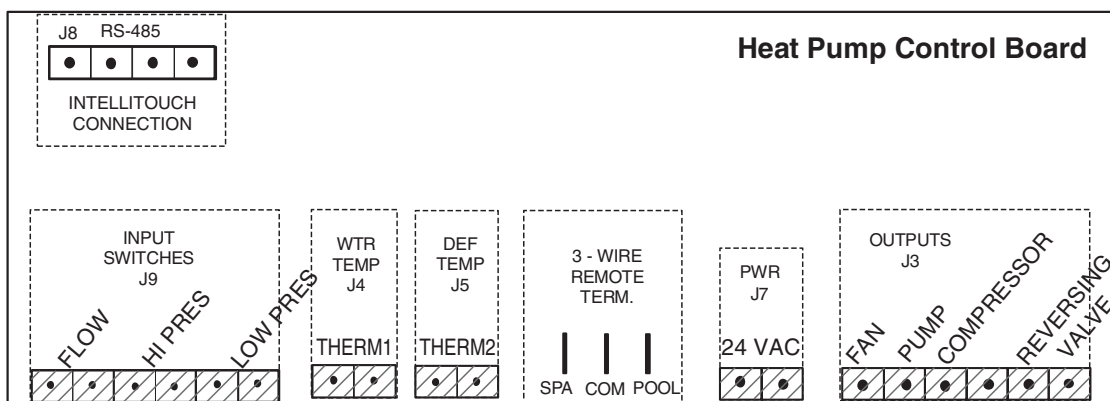 J8 RS-485
INTELLITOUCH
CONNECTION
Heat Pump Control Board
INPUT
SWITCHES
J9
FLOW
HI PRES
LOW PRES
WTR
TEMP
J4
THERM1
DEF
TEMP
J5
THERM2
3 - WIRE
REMOTE
TERM.
SPA COM POOL
PWR
J7
24 VAC
OUTPUTS
J3
FAN
PUMP
COMPRESSOR
REVERSING
VALVE